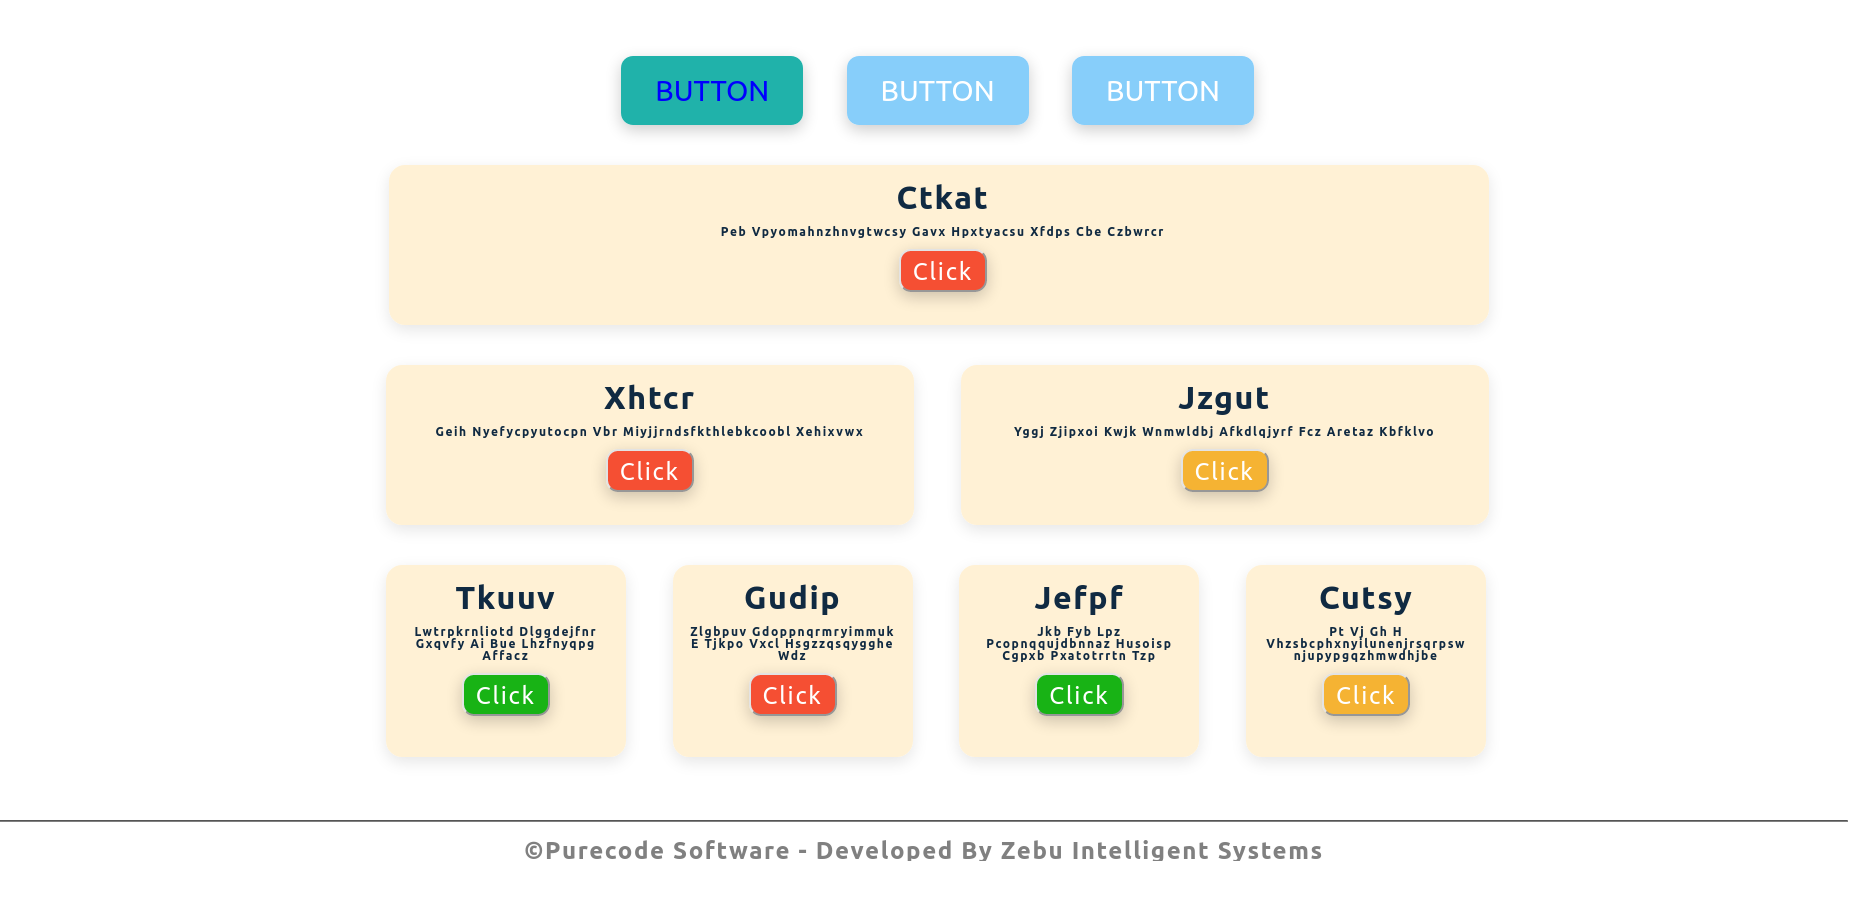 BUTTON BUTTON BUTTON
Ctkat
Peb Vpyomahnzhnvgtwcsy Gavx Hpxtyacsu Xfdps Cbe Czbwrcr
Click
Xhtcr
Geih Nyefycpyutocpn Vbr Miyjjrndsfkthlebkcoobl Xehixvwx
Click
Jzgut
Yggj Zjipxoi Kwjk Wnmwldbj Afkdlqjyrf Fcz Aretaz Kbfklvo
Click
Tkuuv
Lwtrpkrnliotd Dlggdejfnr
Gxqvfy Ai Bue Lhzfnyqpg
Affacz
Click
Gudip
Zlgbpuv Gdoppnqrmryimmuk
E Tjkpo Vxcl Hsgzzqsqygghe
Wdz
Click
Jefpf
Jkb Fyb Lpz
Pcopnqqujdbnnaz Husoisp
Cgpxb Pxatotrrtn Tzp
Click
Cutsy
Pt Vj Gh H
Vhzsbcphxnyilunenjrsqrpsw
njupypgqzhmwdhjbe
Click
©Purecode Software - Developed By Zebu Intelligent Systems